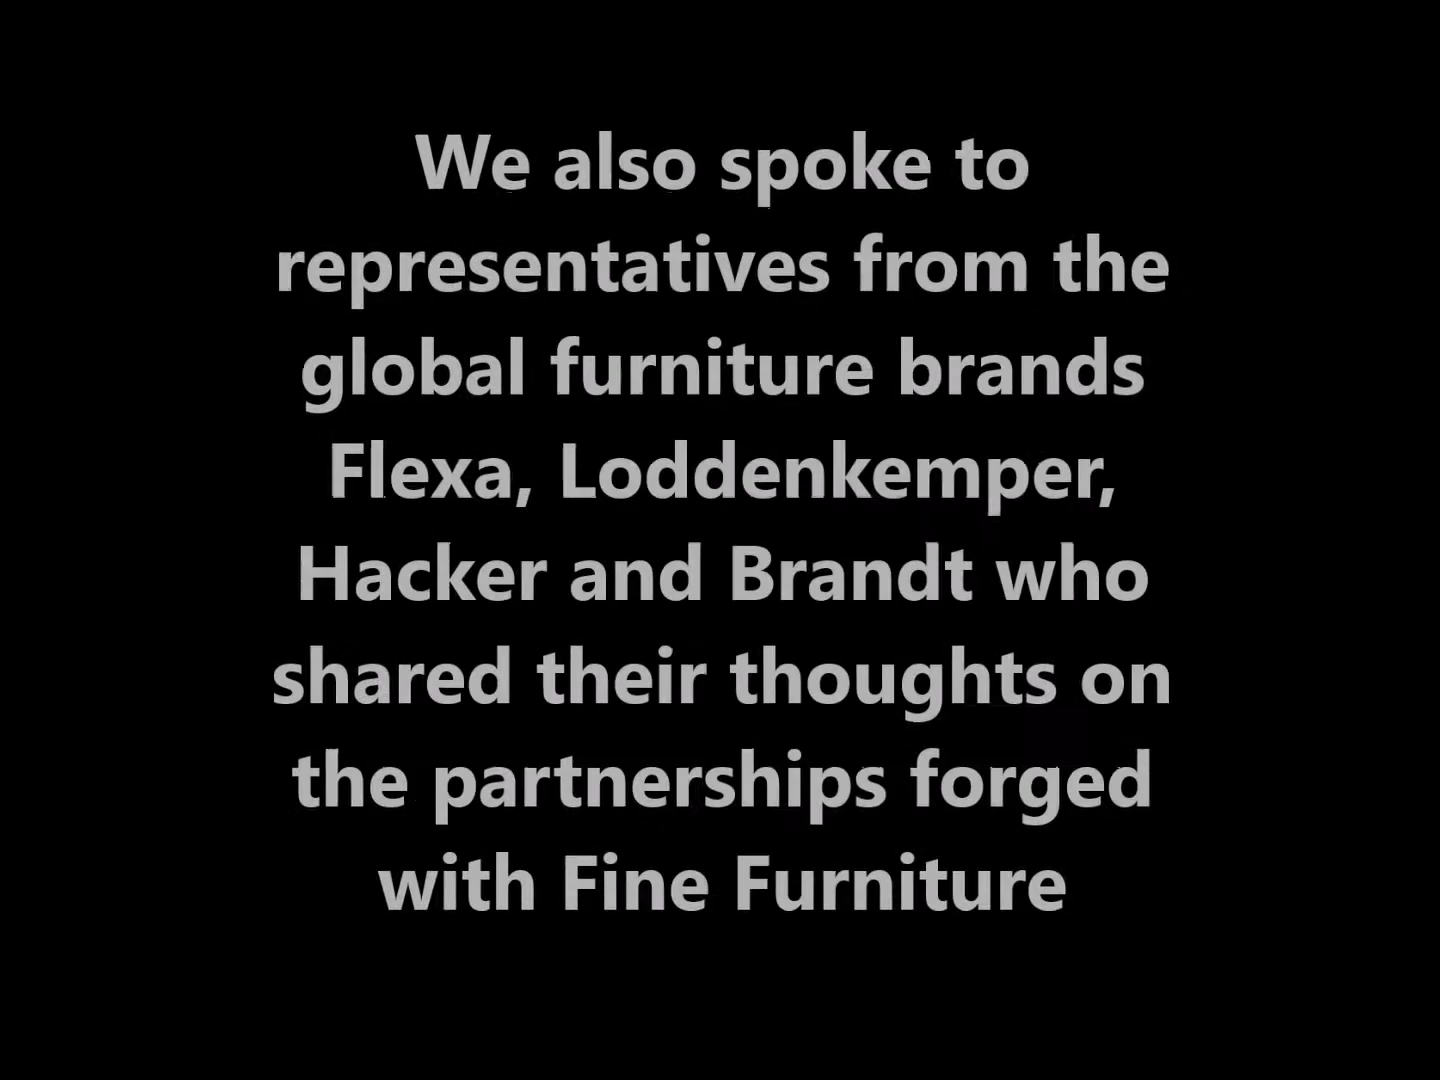 We also spoke to
representatives from the
global furniture brands
Flexa, Loddenkemper,
Hacker and Brandt who
shared their thoughts on
the partnerships forged
with Fine Furniture